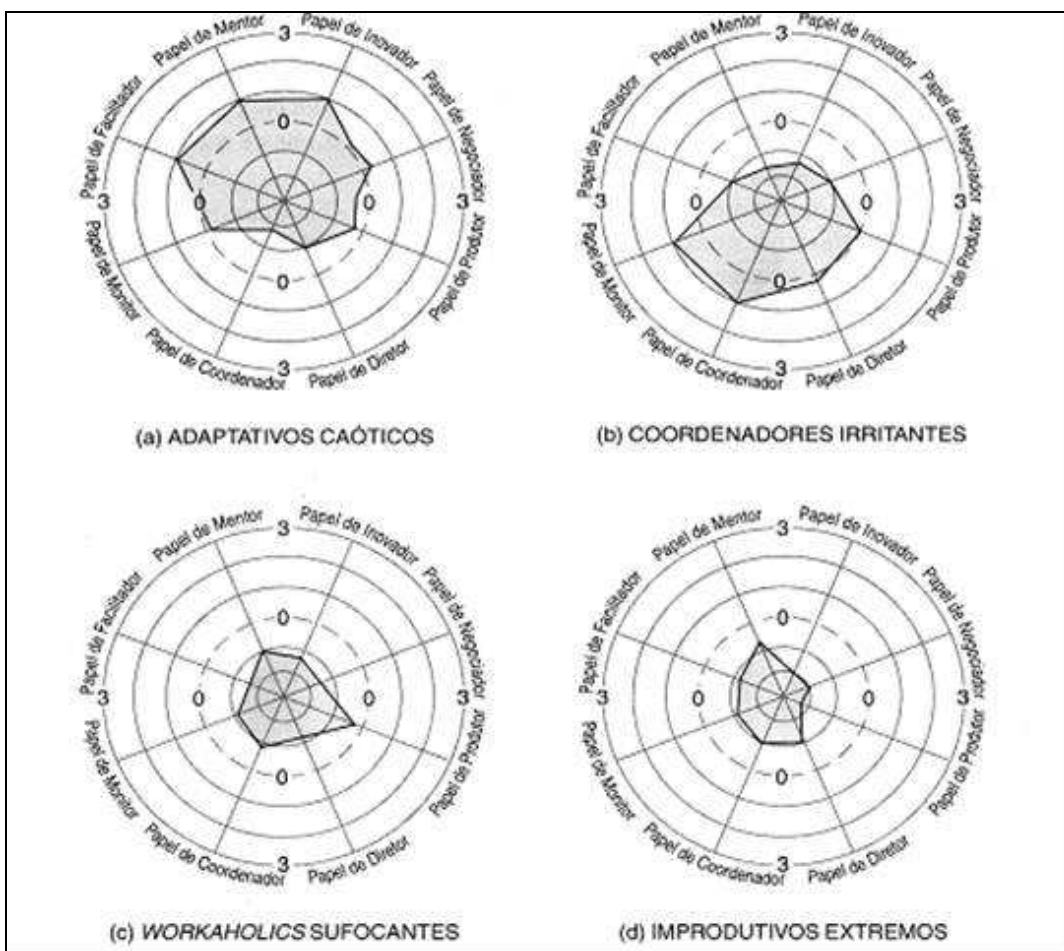 Papel de Mentor
3
Papel de Inovador
Papel de Facilitador
Papel de Negociador
0
3
0
0
3
Papel de Monitor
Papel de Produtor
0
Papel de Coordenador
3
Papel de Diretor
(a) ADAPTATIVOS CAÓTICOS
Papel de Mentor
3
Papel de Inovador
Papel de Facilitador
Papel de Negociador
0
3
0
0
3
Papel de Monitor
Papel de Produtor
0
Papel de Coordenador
3
Papel de Diretor
(b) COORDENADORES IRRITANTES
Papel de Mentor
3
Papel de Inovador
Papel de Facilitador
Papel de Negociador
0
3
0
0
3
Papel de Monitor
Papel de Produtor
0
Papel de Coordenador
3
Papel de Diretor
(c) WORKAHOLICS SUFOCANTES
Papel de Mentor
3
Papel de Inovador
Papel de Facilitador
Papel de Negociador
0
3
0
0
3
Papel de Monitor
Papel de Produtor
0
Papel de Coordenador
3
Papel de Diretor
(d) IMPRODUTIVOS EXTREMOS